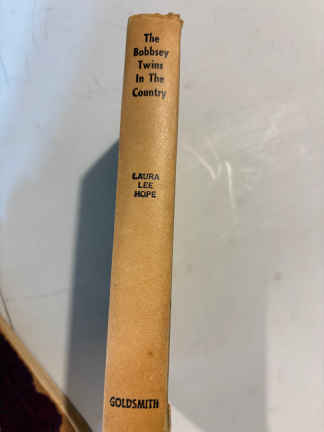 The
Bobbsey
Twins
In The
Country
LAURA
LEE
HOPE
GOLDSMITH